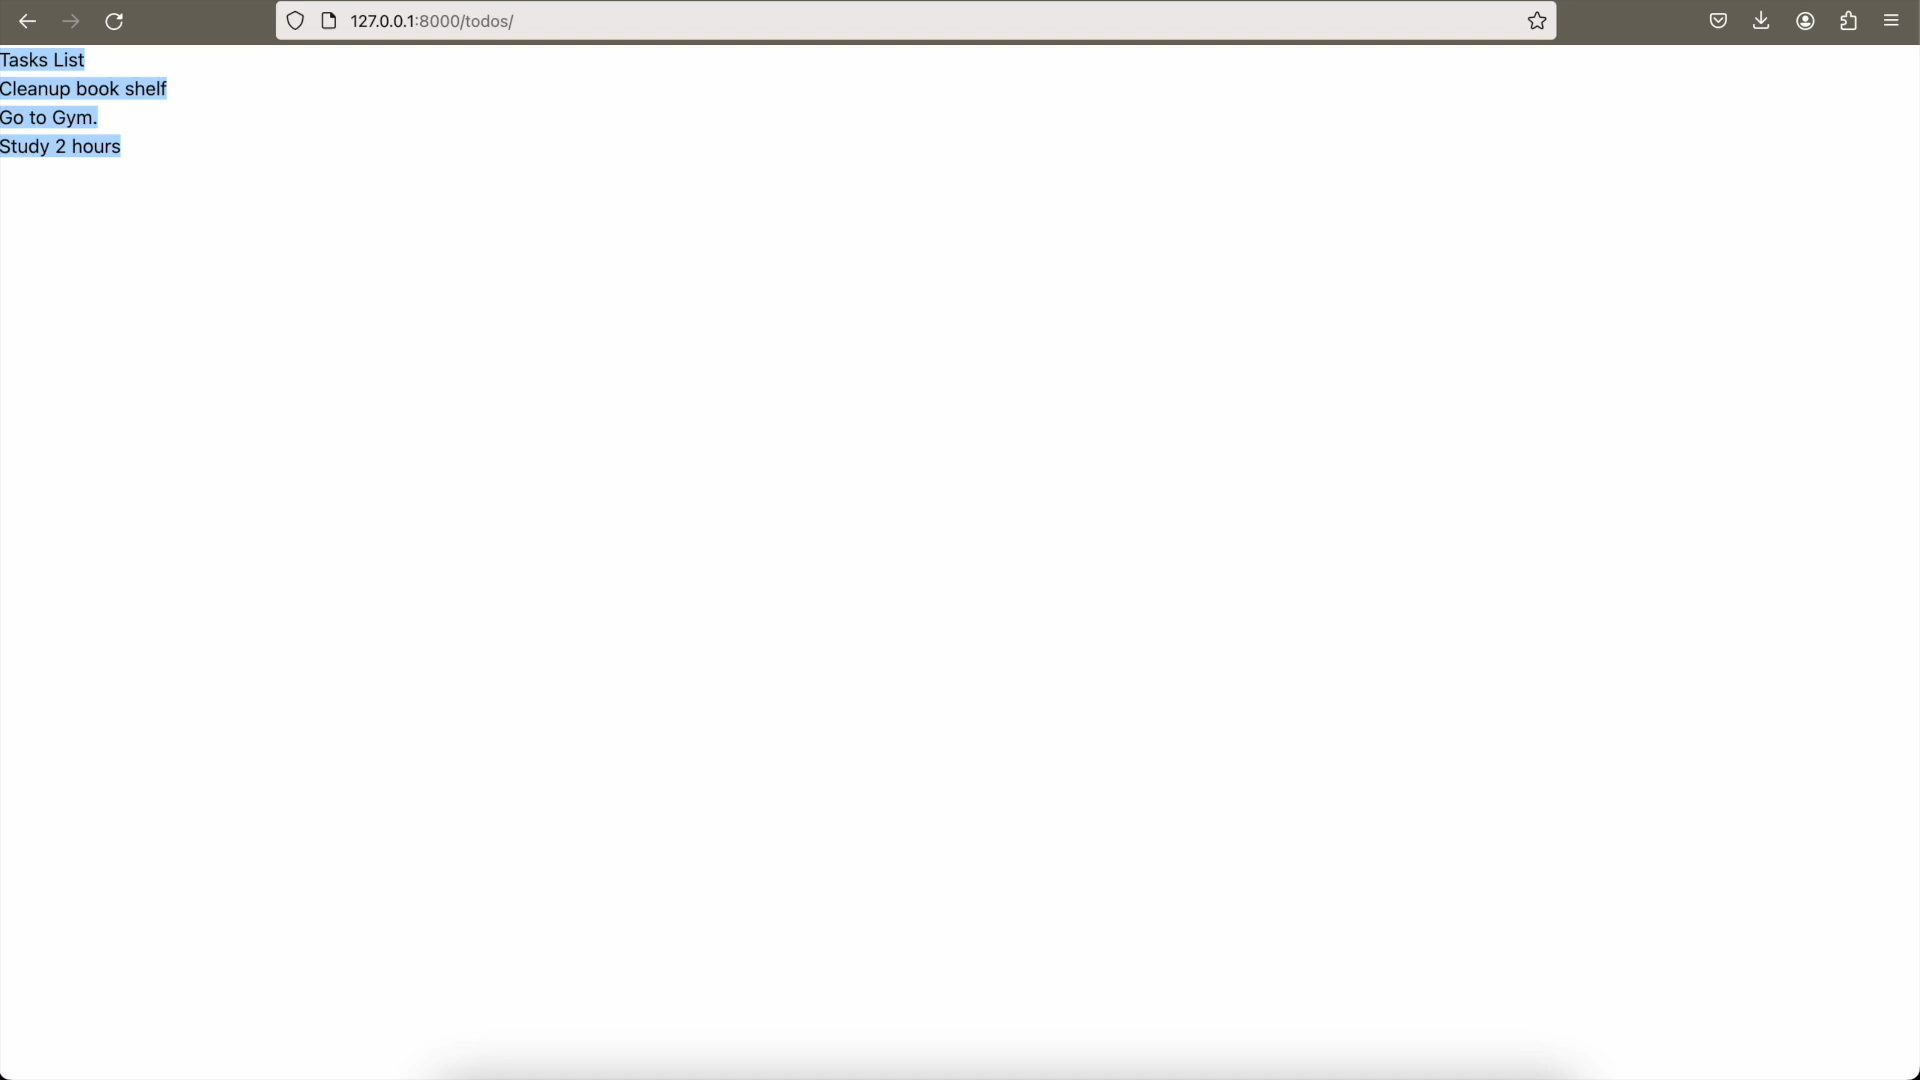 127.0.0.1:8000/todos/
Tasks List
Cleanup book shelf
Go to Gym.
Study 2 hours